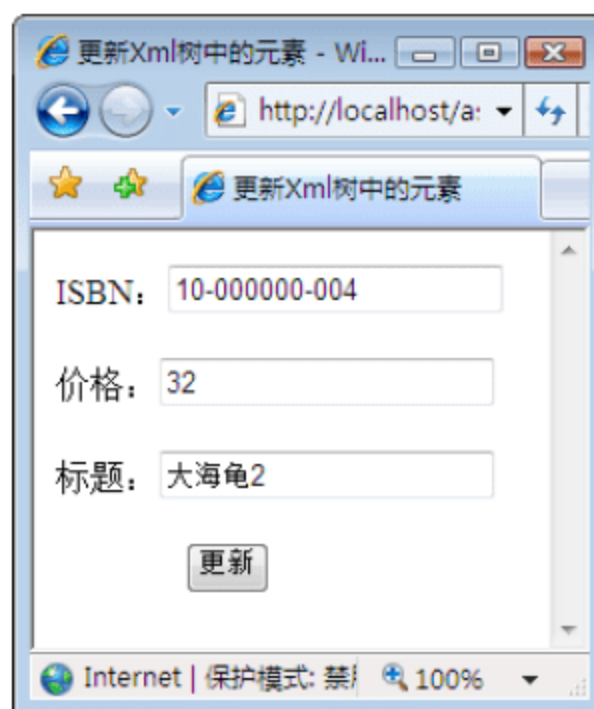 更新Xml树中的元素 - Wi...
http://localhost/a:
更新Xml树中的元素
ISBN： 10-000000-004
价格： 32
标题： 大海龟2
更新
Internet | 保护模式: 禁
100%